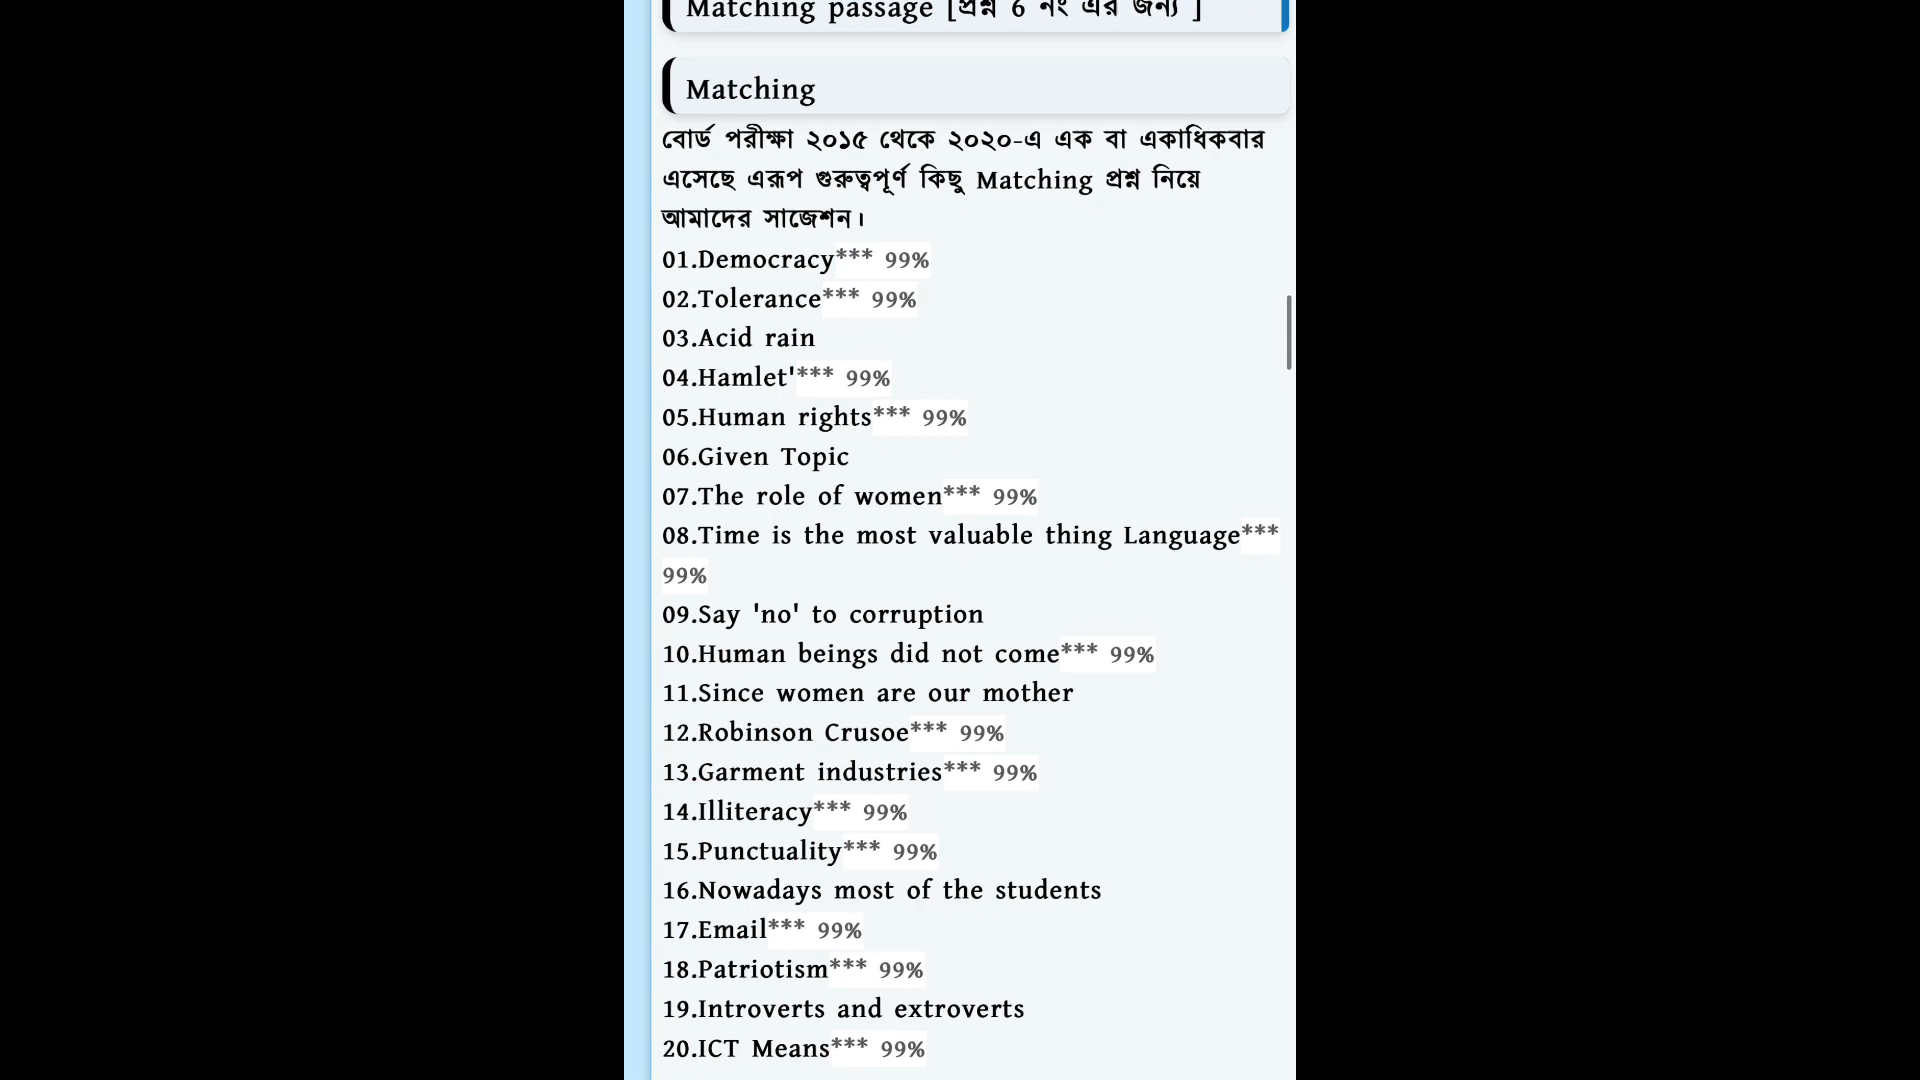 Matching passage [প্রশ্ন 6 নং এর জন্য ]
Matching
বোর্ড পরীক্ষা ২০১৫ থেকে ২০২০-এ এক বা একাধিকবার
এসেছে এরূপ গুরুত্বপূর্ণ কিছু Matching প্রশ্ন নিয়ে
আমাদের সাজেশন।
01.Democracy*** 99%
02.Tolerance*** 99%
03.Acid rain
04.Hamlet'*** 99%
05.Human rights*** 99%
06.Given Topic
07.The role of women*** 99%
08.Time is the most valuable thing Language***
99%
09.Say 'no' to corruption
10.Human beings did not come*** 99%
11.Since women are our mother
12.Robinson Crusoe*** 99%
13.Garment industries*** 99%
14.Illiteracy*** 99%
15.Punctuality*** 99%
16.Nowadays most of the students
17.Email*** 99%
18.Patriotism*** 99%
19.Introverts and extroverts
20.ICT Means*** 99%